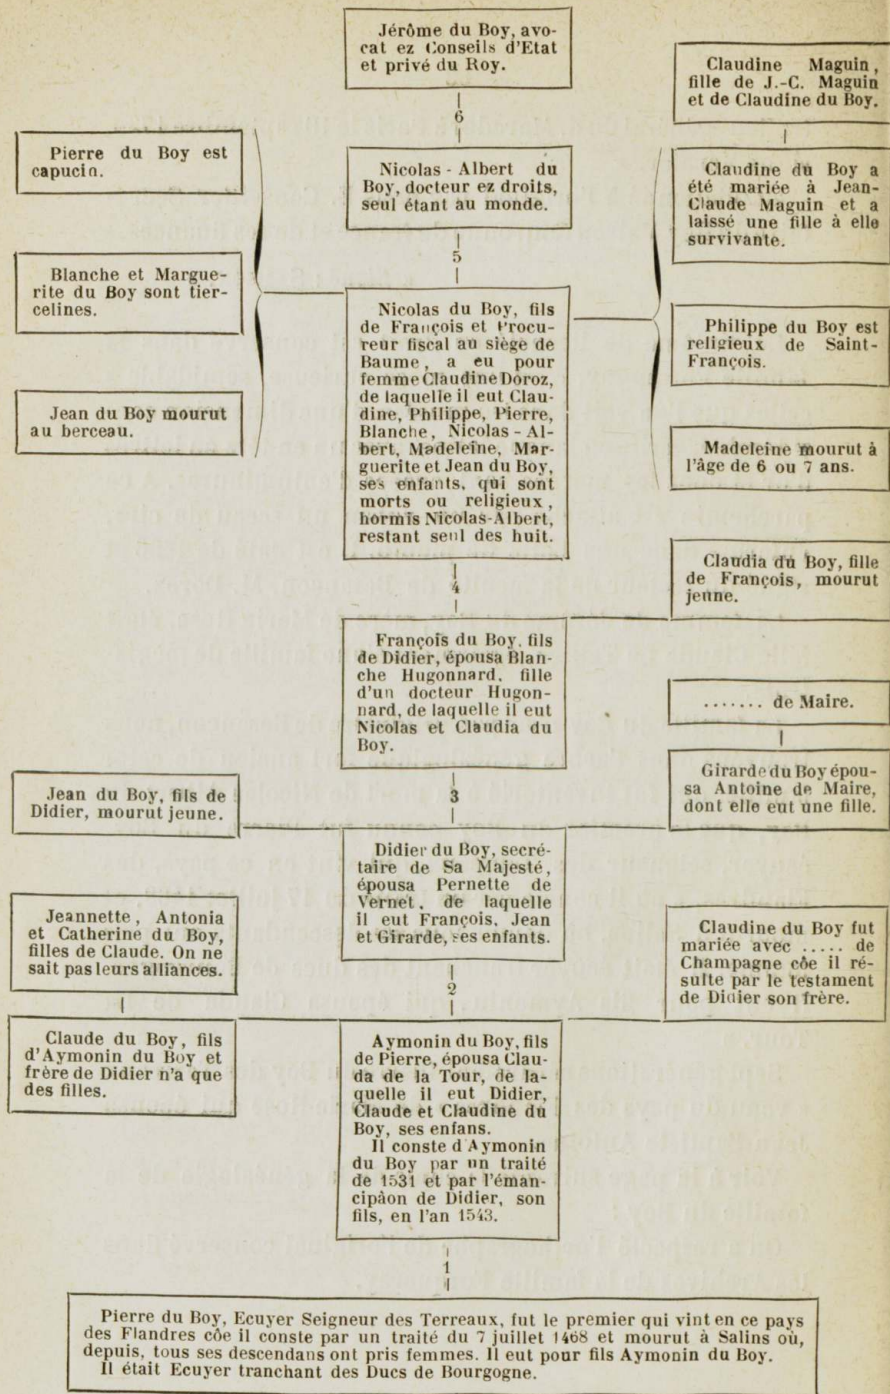 Jérôme du Boy, avo-
cat ez Conseils d'Etat
et privé du Roy.
Claudine Maguin,
fille de J.-C. Maguin
et de Claudine du Boy.
6
Pierre du Boy est
capucin.
Nicolas - Albert du
Boy, docteur ez droits,
seul étant au monde.
Claudine du Boy a
été mariée à Jean-
Claude Maguin et a
laissé une fille à elle
survivante.
5
Blanche et Margue-
rite du Boy sont tier-
celines.
Nicolas du Boy, fils
de François et Procu-
reur fiscal au siège de
Baume, a eu pour
femme Claudine Doroz,
de laquelle il eut Clau-
dine, Philippe, Pierre,
Blanche, Nicolas - Al-
bert, Madeleine, Mar-
guerite et Jean du Boy,
ses enfants, qui sont
morts ou religieux,
hormis Nicolas-Albert,
restant seul des huit.
Philippe du Boy est
religieux de Saint-
François.
Jean du Boy mourut
au berceau.
Madeleine mourut à
l'âge de 6 ou 7 ans.
4
Claudia du Boy, fille
de François, mourut
jeune.
François du Boy, fils
de Didier, épousa Blan-
che Hugonnard, fille
d'un docteur Hugon-
nard, de laquelle il eut
Nicolas et Claudia du
Boy.
....... de Maire.
3
Jean du Boy, fils de
Didier, mourut jeune.
Girarde du Boy épou-
sa Antoine de Maire,
dont elle eut une fille.
Didier du Boy, secré-
taire de Sa Majesté,
épousa Pernette de
Vernet, de laquelle
il eut François, Jean
et Girarde, ses enfants.
Jeannette, Antonia
et Catherine du Boy,
filles de Claude. On ne
sait pas leurs alliances.
Claudine du Boy fut
mariée avec ..... de
Champagne côe il ré-
sulte par le testament
de Didier son frère.
2
Claude du Boy, fils
d'Aymonin du Boy et
frère de Didier n'a que
des filles.
Aymonin du Boy, fils
de Pierre, épousa Clau-
da de la Tour, de la-
quelle il eut Didier,
Claude et Claudine du
Boy, ses enfans.
Il conste d'Aymonin
du Boy par un traité
de 1531 et par l'éman-
cipâon de Didier, son
fils, en l'an 1543.
1
Pierre du Boy, Ecuyer Seigneur des Terreaux, fut le premier qui vint en ce pays
des Flandres côe il conste par un traité du 7 juillet 1468 et mourut à Salins où,
depuis, tous ses descendans ont pris femmes. Il eut pour fils Aymonin du Boy.
Il était Ecuyer tranchant des Ducs de Bourgogne.